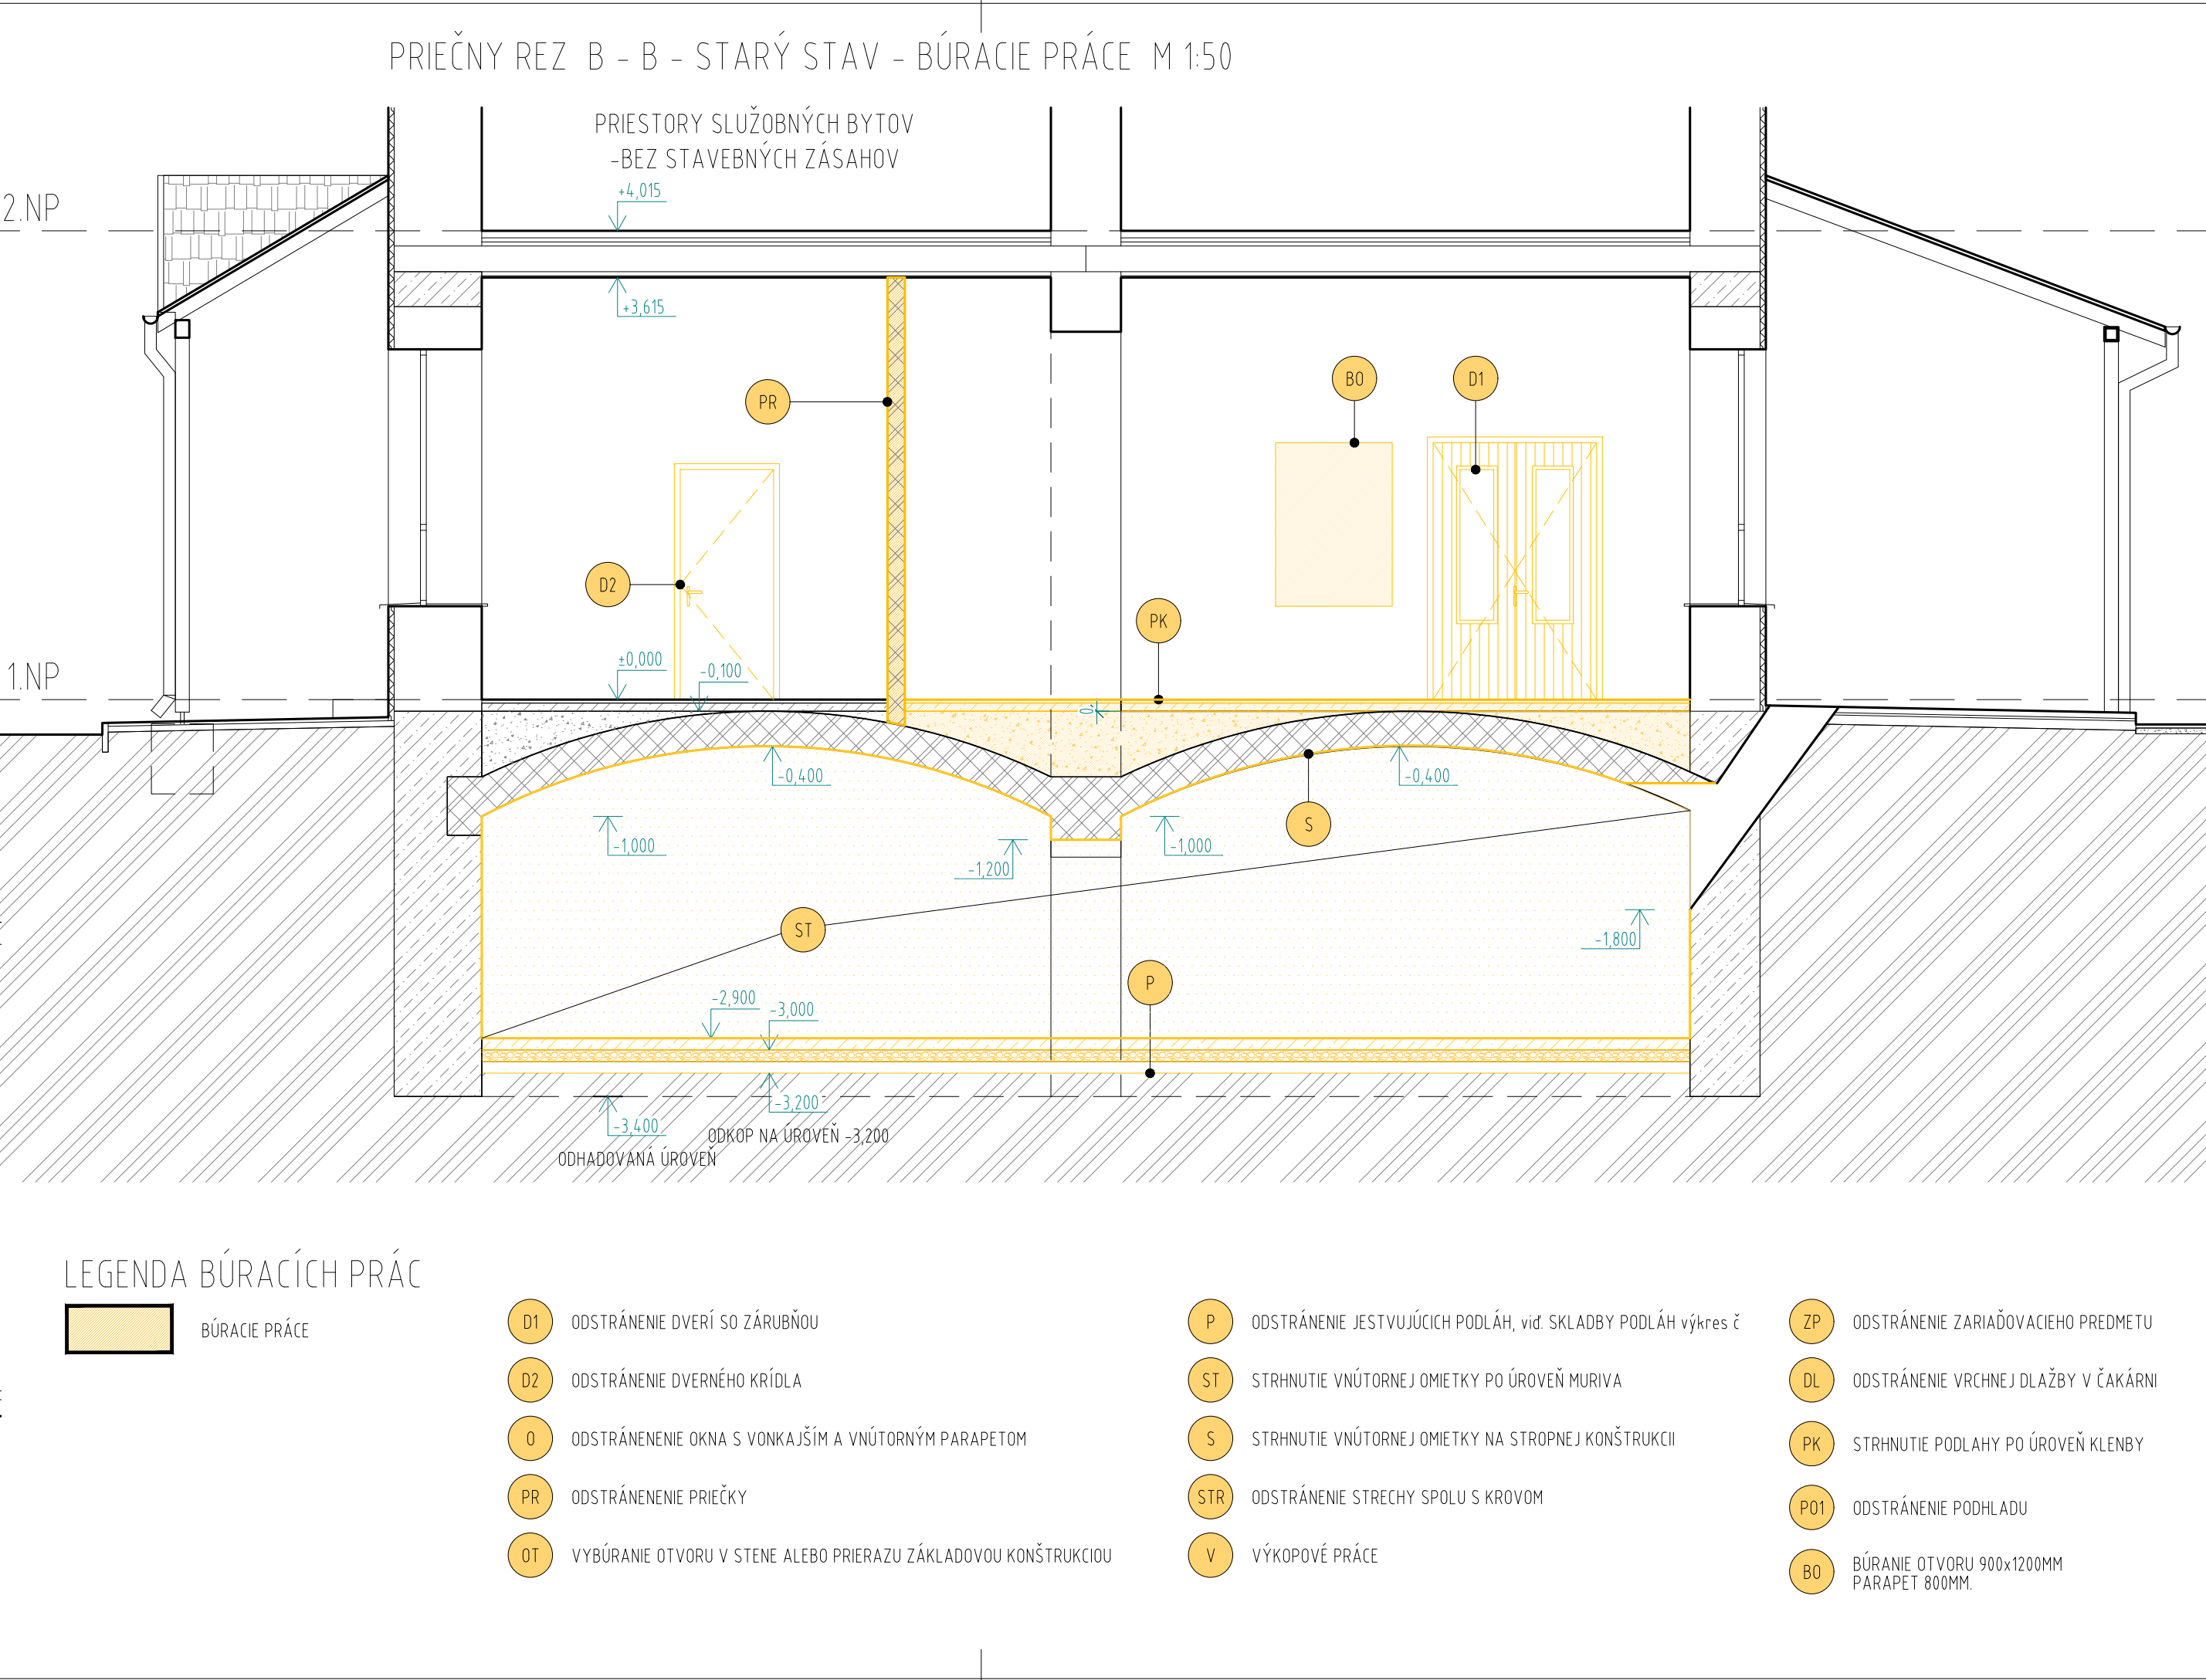 PRIEČNY REZ B - B - STARÝ STAV - BÚRACIE PRÁCE M 1:50
PRIESTORY SLUŽOBNÝCH BYTOV
-BEZ STAVEBNÝCH ZÁSAHOV
+4,015
2.NP
+3,615
PR
B0
D1
D2
PK
±0,000
-0,100
1.NP
0
-0,400
-0,400
S
-1,000
-1,200
-1,000
ST
-1,800
P
-2,900
-3,000
-3,200
-3,400
ODKOP NA ÚROVEŇ -3,200
ODHADOVANÁ ÚROVEŇ
LEGENDA BÚRACÍCH PRÁC
BÚRACIE PRÁCE
D1 ODSTRÁNENIE DVERÍ SO ZÁRUBŇOU
D2 ODSTRÁNENIE DVERNÉHO KRÍDLA
O ODSTRÁNENENIE OKNA S VONKAJŠÍM A VNÚTORNÝM PARAPETOM
PR ODSTRÁNENENIE PRIEČKY
OT VYBÚRANIE OTVORU V STENE ALEBO PRIERAZU ZÁKLADOVOU KONŠTRUKCIOU
P ODSTRÁNENIE JESTVUJÚCICH PODLÁH, viď. SKLADBY PODLÁH výkres č
ST STRHNUTIE VNÚTORNEJ OMIETKY PO ÚROVEŇ MURIVA
S STRHNUTIE VNÚTORNEJ OMIETKY NA STROPNEJ KONŠTRUKCII
STR ODSTRÁNENIE STRECHY SPOLU S KROVOM
V VÝKOPOVÉ PRÁCE
ZP ODSTRÁNENIE ZARIAĎOVACIEHO PREDMETU
DL ODSTRÁNENIE VRCHNEJ DLAŽBY V ČAKÁRNI
PK STRHNUTIE PODLAHY PO ÚROVEŇ KLENBY
PO1 ODSTRÁNENIE PODHLADU
BO BÚRANIE OTVORU 900x1200MM
PARAPET 800MM.